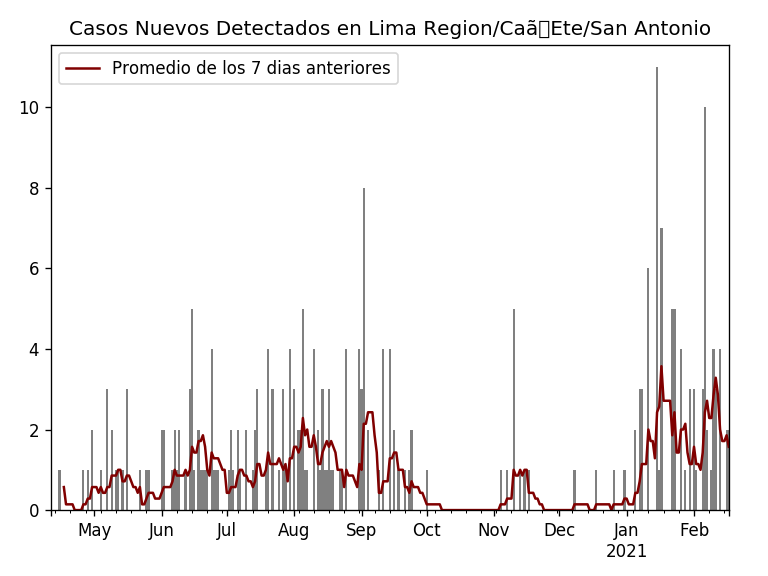 Casos Nuevos Detectados en Lima Region/Caã▯Ete/San Antonio
Promedio de los 7 dias anteriores
10
8
6
4
2
0
May Jun Jul Aug Sep Oct Nov Dec Jan Feb
2021